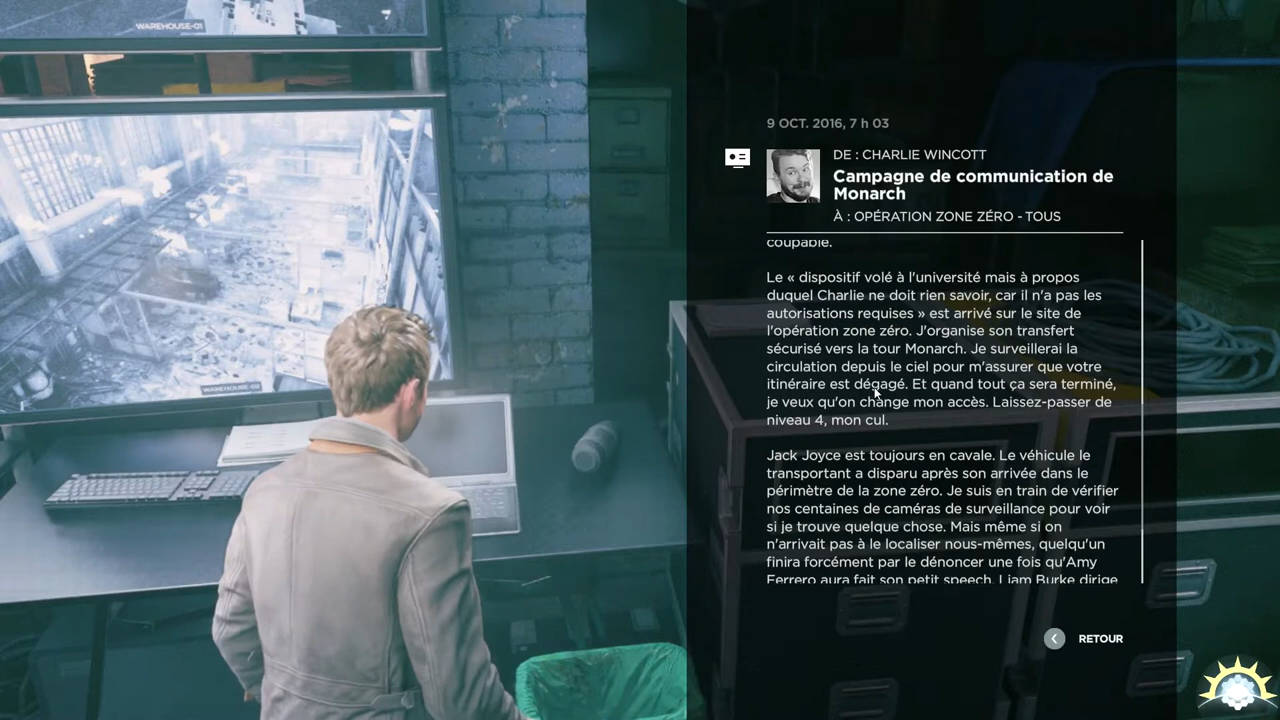 WAREHOUSE-01
WAREHOUSE-02
9 OCT. 2016, 7 h 03
DE : CHARLIE WINCOTT
Campagne de communication de
Monarch
À : OPÉRATION ZONE ZÉRO - TOUS
coupable.
Le « dispositif volé à l'université mais à propos
duquel Charlie ne doit rien savoir, car il n'a pas les
autorisations requises » est arrivé sur le site de
l'opération zone zéro. J'organise son transfert
sécurisé vers la tour Monarch. Je surveillerai la
circulation depuis le ciel pour m'assurer que votre
itinéraire est dégagé. Et quand tout ça sera terminé,
je veux qu'on change mon accès. Laissez-passer de
niveau 4, mon cul.
Jack Joyce est toujours en cavale. Le véhicule le
transportant a disparu après son arrivée dans le
périmètre de la zone zéro. Je suis en train de vérifier
nos centaines de caméras de surveillance pour voir
si je trouve quelque chose. Mais même si on
n'arrivait pas à le localiser nous-mêmes, quelqu'un
finira forcément par le dénoncer une fois qu'Amy
Ferrero aura fait son petit speech. Liam Burke dirige
RETOUR